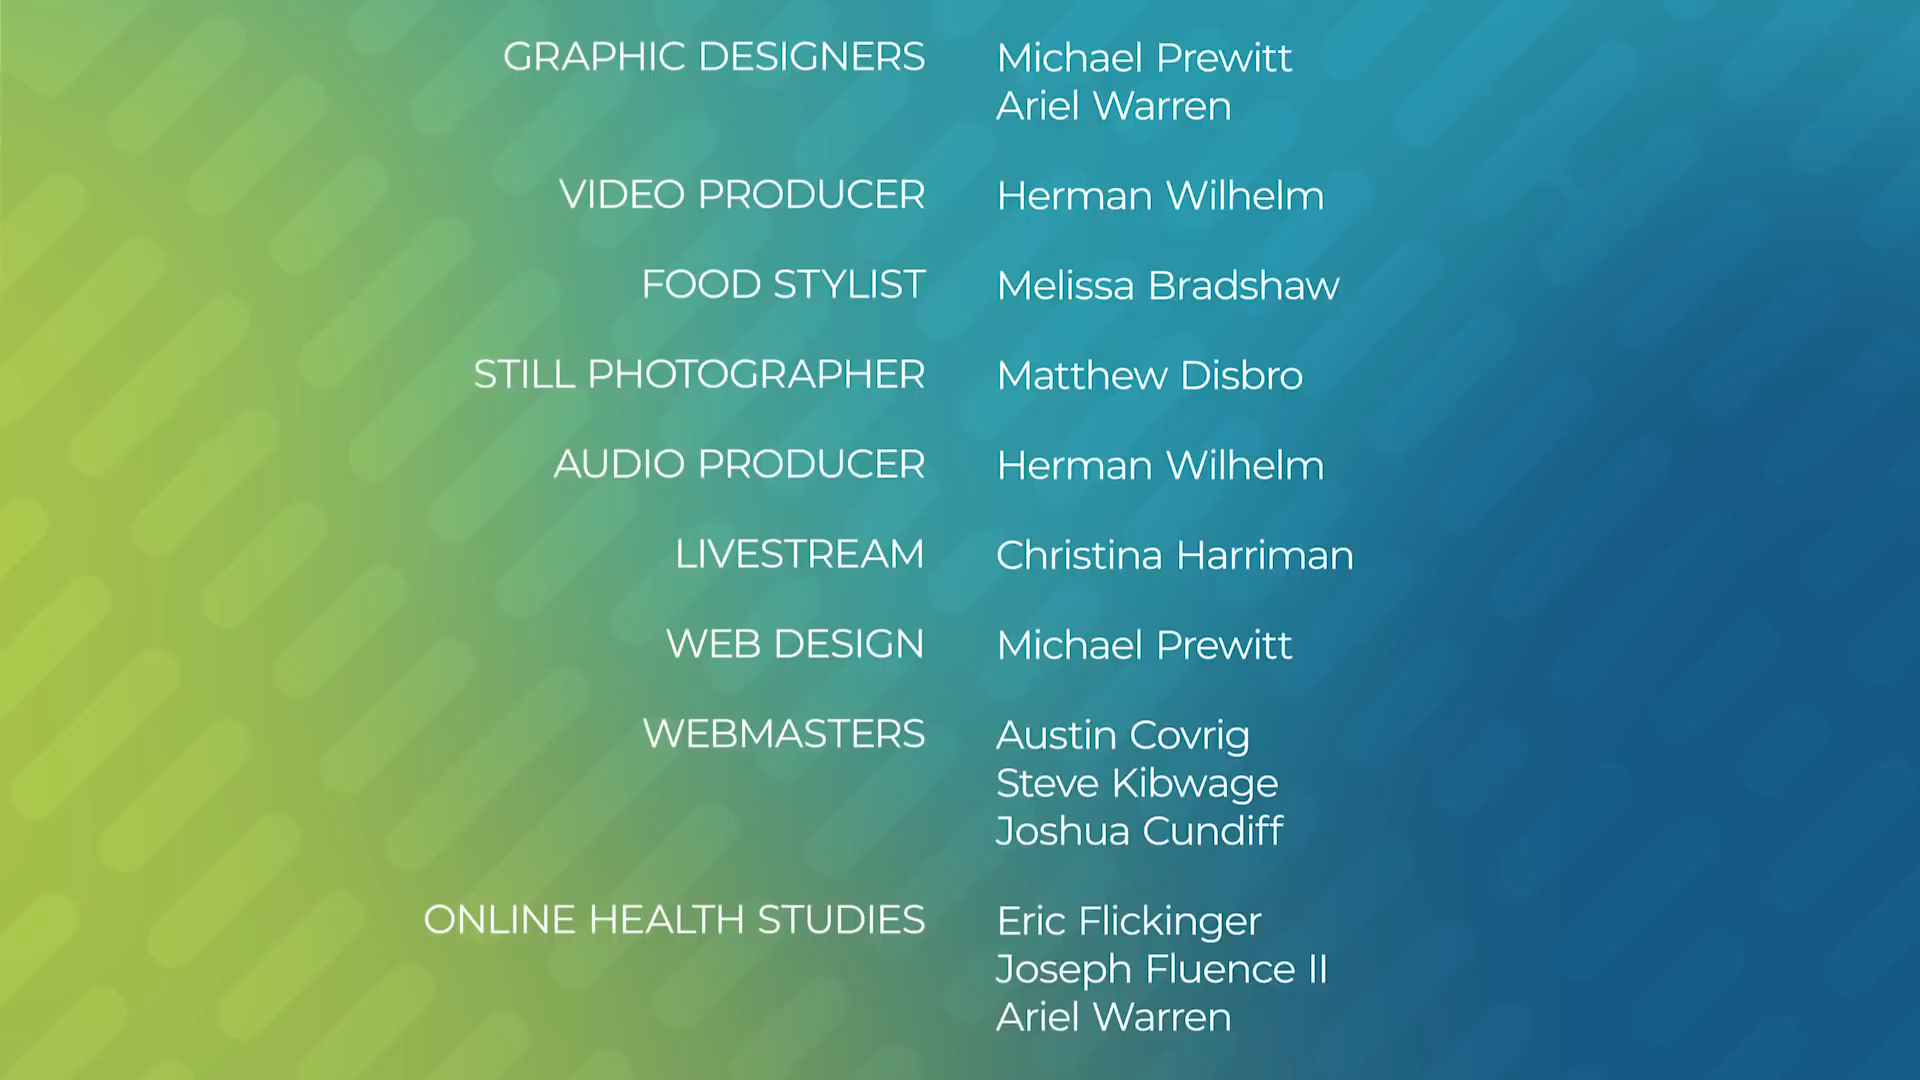 GRAPHIC DESIGNERS Michael Prewitt
Ariel Warren
VIDEO PRODUCER Herman Wilhelm
FOOD STYLIST Melissa Bradshaw
STILL PHOTOGRAPHER Matthew Disbro
AUDIO PRODUCER Herman Wilhelm
LIVESTREAM Christina Harriman
WEB DESIGN Michael Prewitt
WEBMASTERS Austin Covrig
Steve Kibwage
Joshua Cundiff
ONLINE HEALTH STUDIES Eric Flickinger
Joseph Fluence II
Ariel Warren